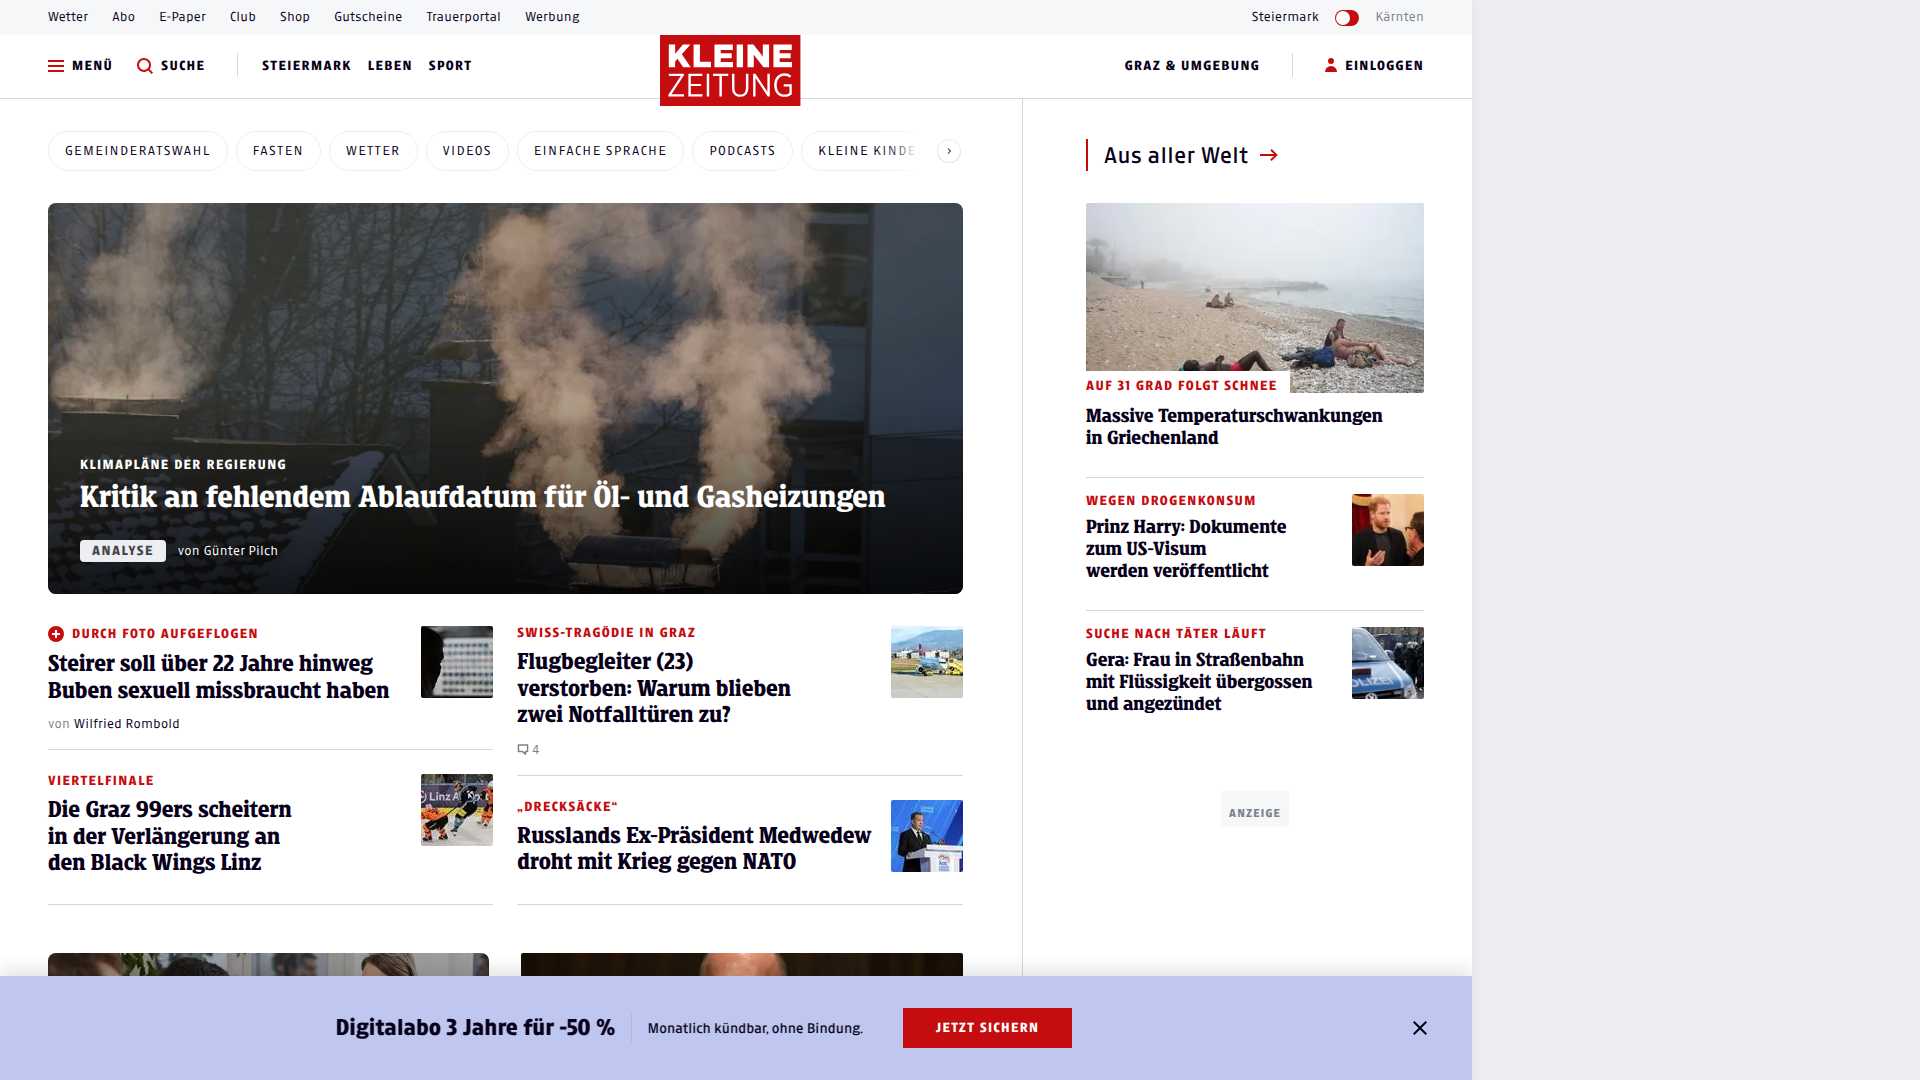 Wetter Abo E-Paper Club Shop Gutscheine Trauerportal Werbung
Steiermark Kärnten
MENÜ SUCHE STEIERMARK LEBEN SPORT
KLEINE
ZEITUNG
GRAZ & UMGEBUNG EINLOGGEN
GEMEINDERATSWAHL FASTEN WETTER VIDEOS EINFACHE SPRACHE PODCASTS KLEINE KINDE
KLIMAPLÄNE DER REGIERUNG
Kritik an fehlendem Ablaufdatum für Öl- und Gasheizungen
ANALYSE von Günter Pilch
DURCH FOTO AUFGEFLOGEN
Steirer soll über 22 Jahre hinweg
Buben sexuell missbraucht haben
von Wilfried Rombold
VIERTELFINALE
Die Graz 99ers scheitern
in der Verlängerung an
den Black Wings Linz
Linz
SWISS-TRAGÖDIE IN GRAZ
Flugbegleiter (23)
verstorben: Warum blieben
zwei Notfalltüren zu?
4
„DRECKSÄCKE“
Russlands Ex-Präsident Medwedew
droht mit Krieg gegen NATO
Aus aller Welt
AUF 31 GRAD FOLGT SCHNEE
Massive Temperaturschwankungen
in Griechenland
WEGEN DROGENKONSUM
Prinz Harry: Dokumente
zum US-Visum
werden veröffentlicht
SUCHE NACH TÄTER LÄUFT
Gera: Frau in Straßenbahn
mit Flüssigkeit übergossen
und angezündet
OLIZEI
ANZEIGE
Digitalabo 3 Jahre für -50 %
Monatlich kündbar, ohne Bindung.
JETZT SICHERN